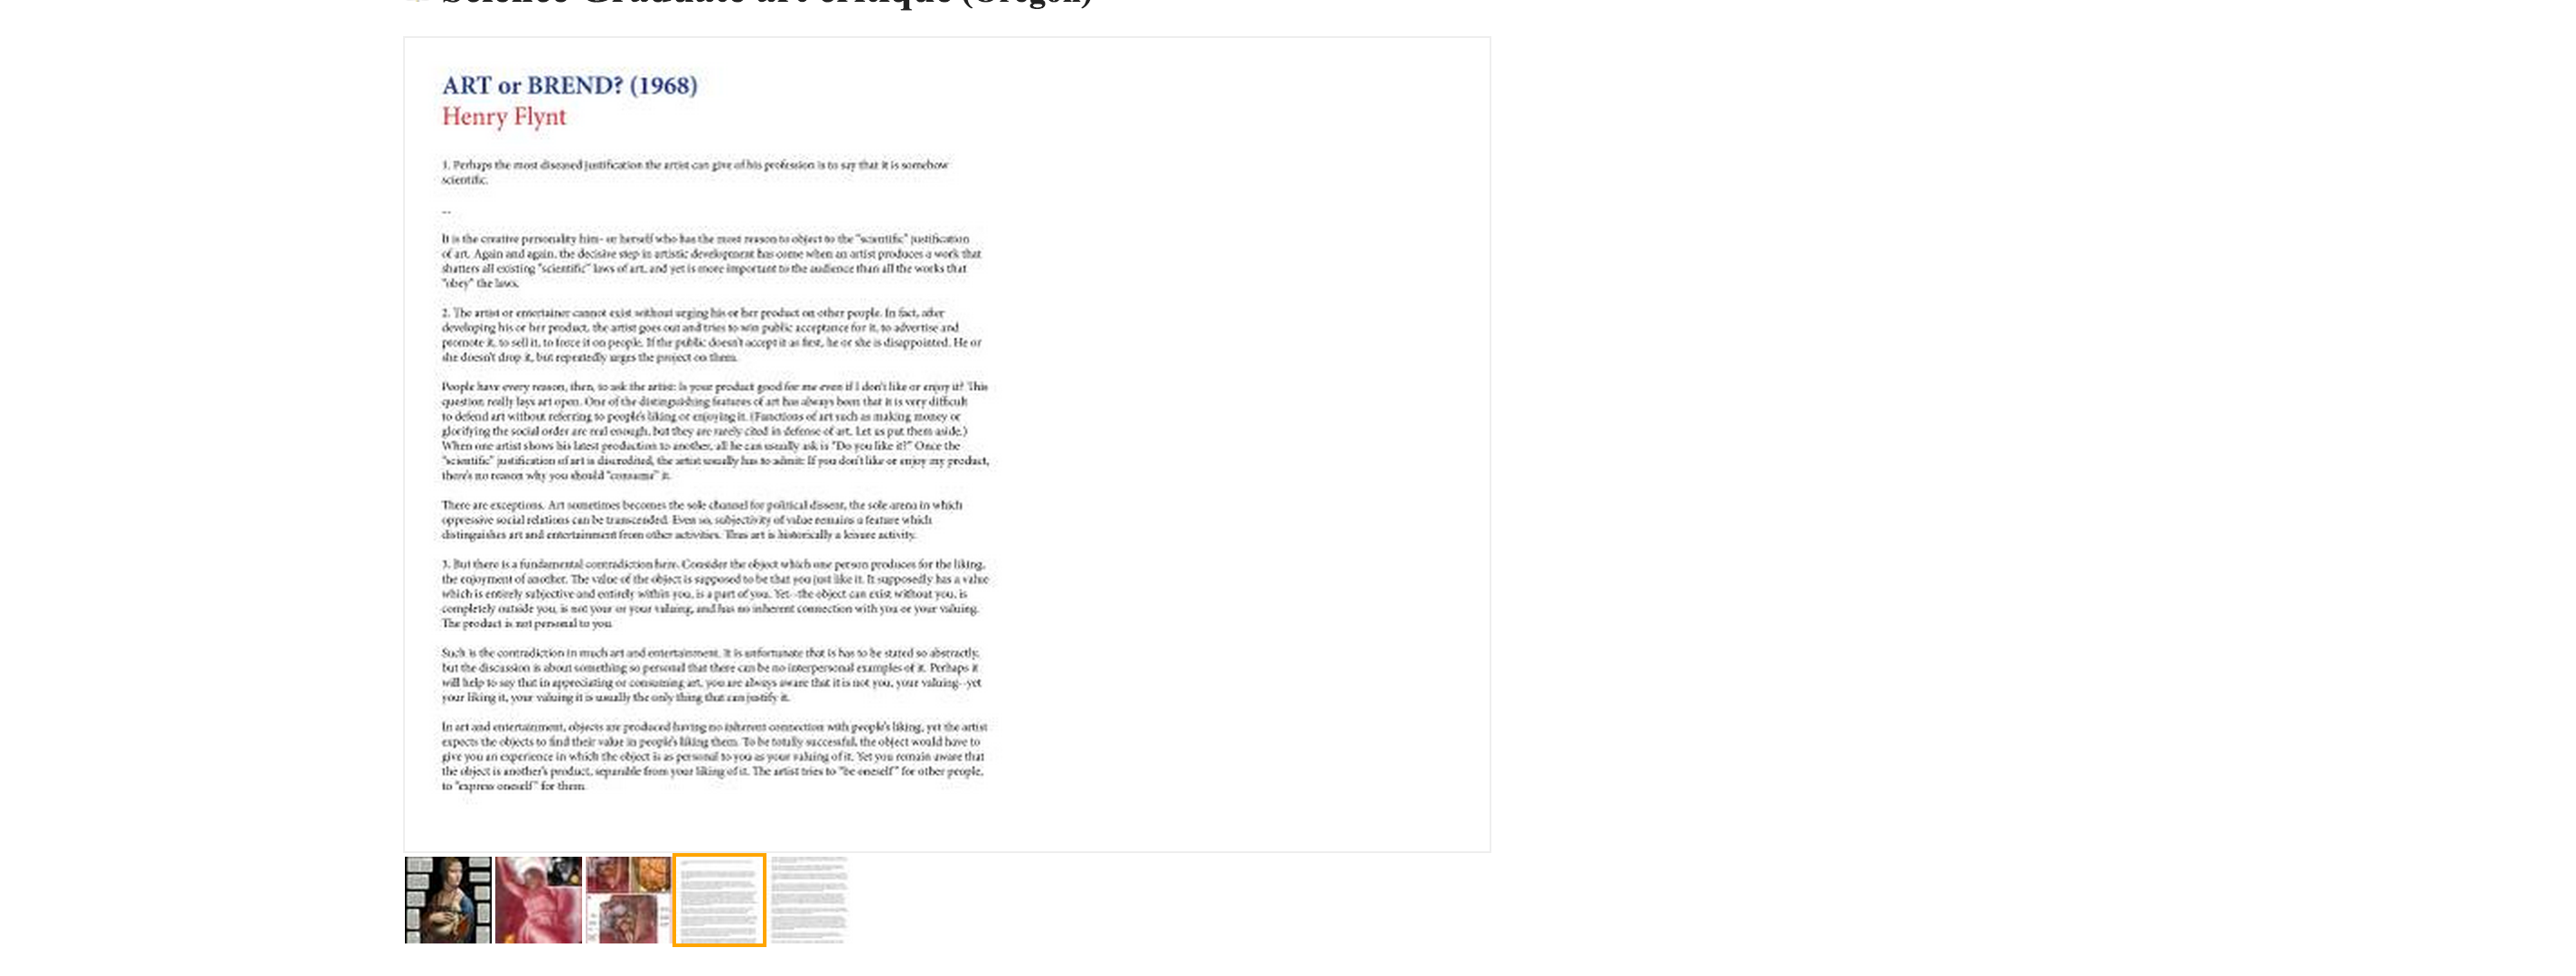 Science Graduate art critique (Oregon)
ART or BREND? (1968)
Henry Flynt
1. Perhaps the most diseased justification the artist can give of his profession is to say that it is somehow
scientific.
--
It is the creative personality him- or herself who has the most reason to object to the "scientific" justification
of art. Again and again, the decisive step in artistic development has come when an artist produces a work that
shatters all existing "scientific" laws of art, and yet is more important to the audience than all the works that
"obey" the laws.
2. The artist or entertainer cannot exist without urging his or her product on other people. In fact, after
developing his or her product, the artist goes out and tries to win public acceptance for it, to advertise and
promote it, to sell it, to force it on people. If the public doesn't accept it as first, he or she is disappointed. He or
she doesn't drop it, but repeatedly urges the project on them.
People have every reason, then, to ask the artist: Is your product good for me even if I don't like or enjoy it? This
question really lays art open. One of the distinguishing features of art has always been that it is very difficult
to defend art without referring to people's liking or enjoying it. (Functions of art such as making money or
glorifying the social order are real enough, but they are rarely cited in defense of art. Let us put them aside.)
When one artist shows his latest production to another, all he can usually ask is "Do you like it?" Once the
"scientific" justification of art is discredited, the artist usually has to admit: If you don't like or enjoy my product,
there's no reason why you should "consume" it.
There are exceptions. Art sometimes becomes the sole channel for political dissent, the sole arena in which
oppressive social relations can be transcended. Even so, subjectivity of value remains a feature which
distinguishes art and entertainment from other activities. Thus art is historically a leisure activity.
3. But there is a fundamental contradiction here. Consider the object which one person produces for the liking,
the enjoyment of another. The value of the object is supposed to be that you just like it. It supposedly has a value
which is entirely subjective and entirely within you, is a part of you. Yet--the object can exist without you, is
completely outside you, is not your or your valuing, and has no inherent connection with you or your valuing.
The product is not personal to you.
Such is the contradiction in much art and entertainment. It is unfortunate that is has to be stated so abstractly,
but the discussion is about something so personal that there can be no interpersonal examples of it. Perhaps it
will help to say that in appreciating or consuming art, you are always aware that it is not you, your valuing--yet
your liking it, your valuing it is usually the only thing that can justify it.
In art and entertainment, objects are produced having no inherent connection with people's liking, yet the artist
expects the objects to find their value in people's liking them. To be totally successful, the object would have to
give you an experience in which the object is as personal to you as your valuing of it. Yet you remain aware that
the object is another's product, separable from your liking of it. The artist tries to "be oneself" for other people,
to "express oneself" for them.